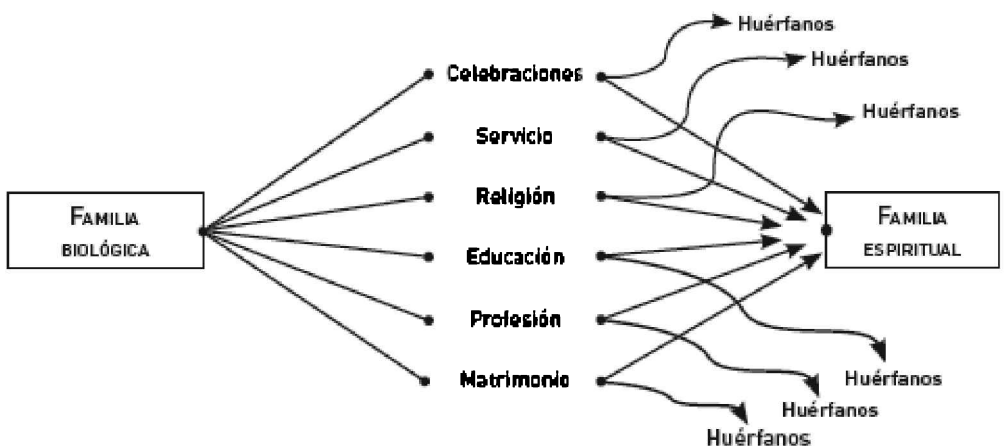 Huérfanos
Huérfanos
Celebraciones
Huérfanos
Servicio
Religión
FAMILIA
BIOLÓGICA
FAMILIA
ESPIRITUAL
Educación
Profesión
Matrimonio
Huérfanos
Huérfanos
Huérfanos